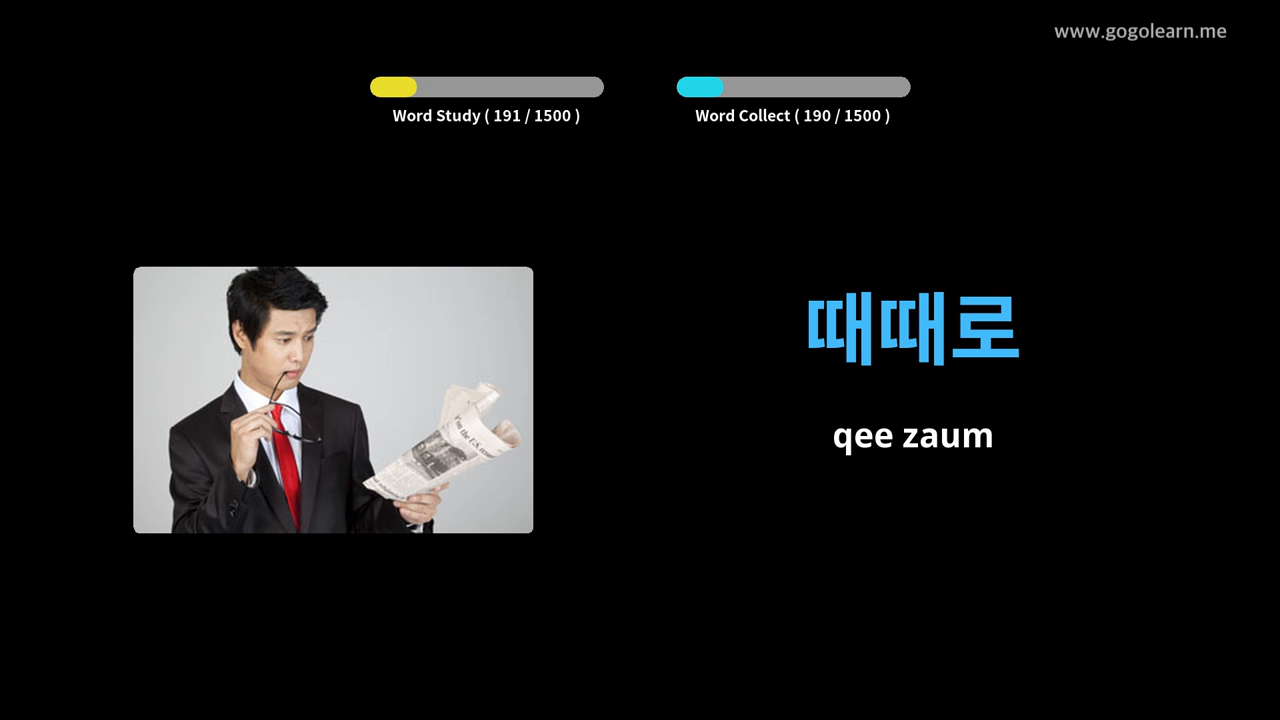 www.gogolearn.me
Word Study ( 191 / 1500 )
Word Collect ( 190 / 1500 )
때때로
qee zaum